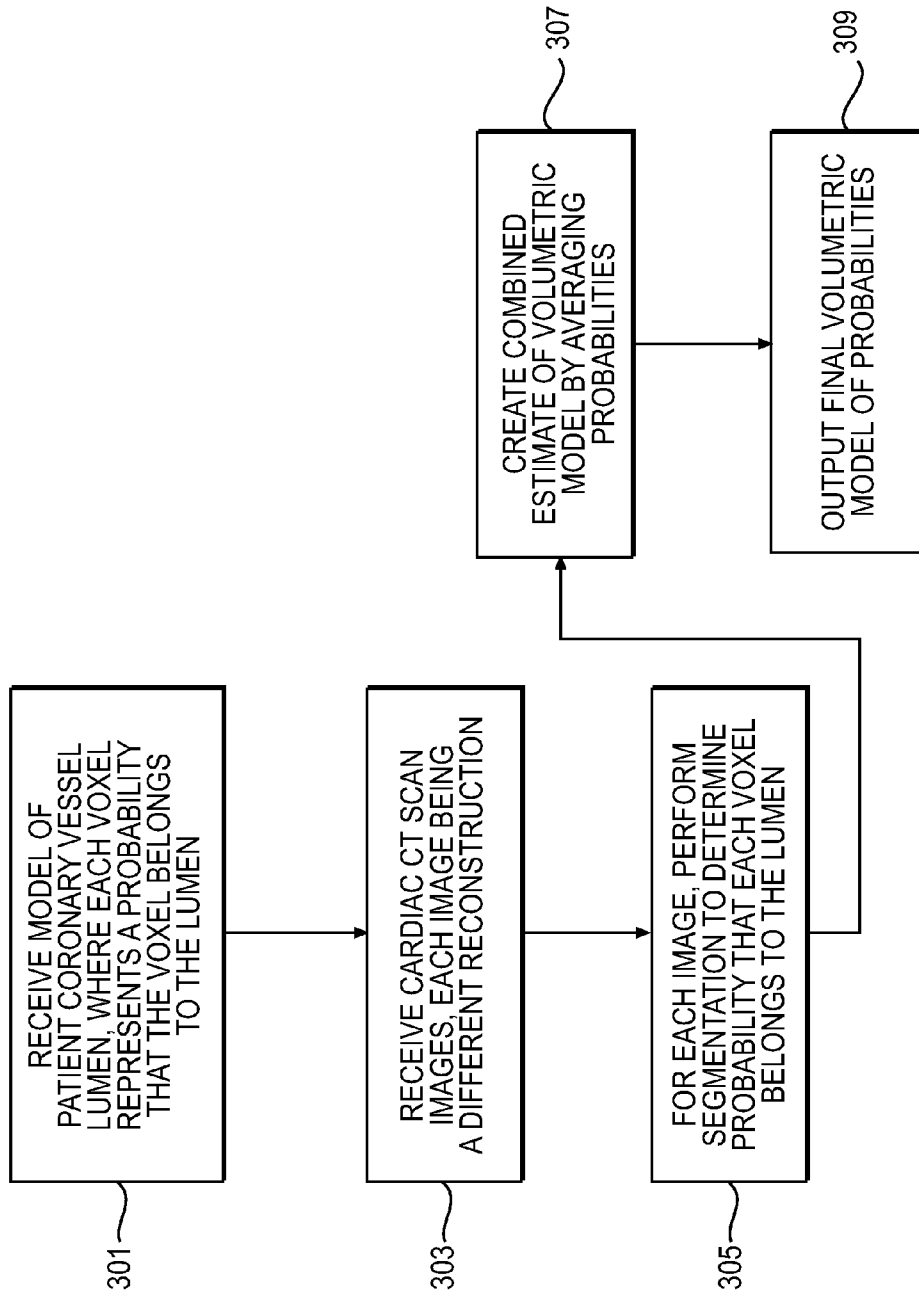 RECEIVE MODEL OF
PATIENT CORONARY VESSEL
LUMEN, WHERE EACH VOXEL
REPRESENTS A PROBABILITY
THAT THE VOXEL BELONGS
TO THE LUMEN
301
RECEIVE CARDIAC CT SCAN
IMAGES, EACH IMAGE BEING
A DIFFERENT RECONSTRUCTION
303
FOR EACH IMAGE, PERFORM
SEGMENTATION TO DETERMINE
PROBABILITY THAT EACH VOXEL
BELONGS TO THE LUMEN
305
CREATE COMBINED
ESTIMATE OF VOLUMETRIC
MODEL BY AVERAGING
PROBABILITIES
307
OUTPUT FINAL VOLUMETRIC
MODEL OF PROBABILITIES
309